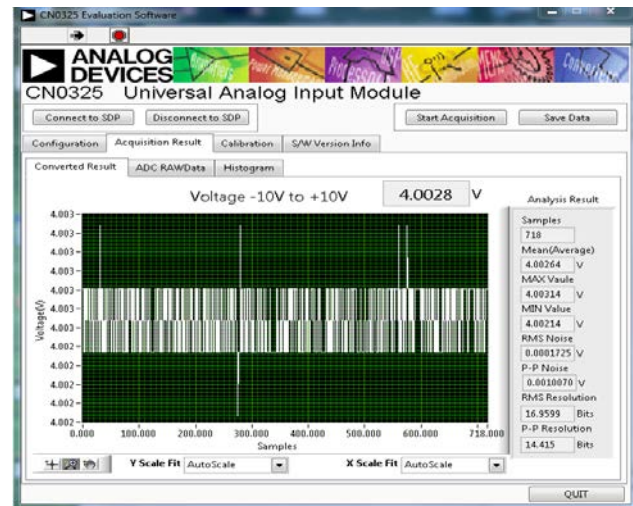 CN0325 Evaluation Software
ANALOG
DEVICES
CN0325 Universal Analog Input Module
Connect to SDP Disconnect to SDP Start Acquisition Save Data
Configuration Acquisition Result Calibration S/W Version Info
Converted Result ADC RAWData Histogram
Voltage -10V to +10V 4.0028 V
Analysis Result
Samples
718
Mean(Average)
4.00264 V
MAX Vaule
4.00314 V
MIN Value
4.00214 V
RMS Noise
0.0001725 V
P-P Noise
0.0010070 V
RMS Resolution
16.9599 Bits
P-P Resolution
14.415 Bits
Voltage(V)
4.003
4.003
4.003
4.003
4.003
4.003
4.003
4.002
4.002
4.002
4.002
0.000 100.000 200.000 300.000 400.000 500.000 600.000 718.000
Samples
Y Scale Fit AutoScale X Scale Fit AutoScale
QUIT